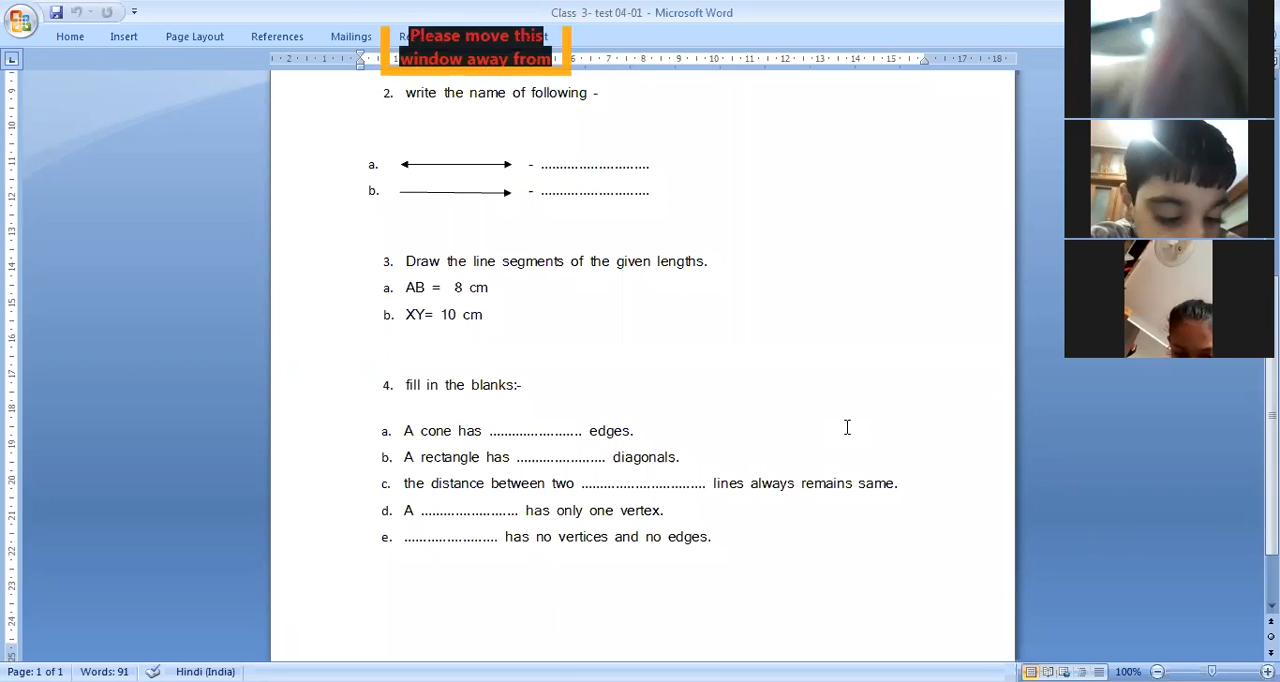 Class 3- test 04-01 - Microsoft Word
Home Insert Page Layout References Mailings
Please move this
window away from
2. write the name of following -
a. - ...........................
b. - ...........................
3. Draw the line segments of the given lengths.
a. AB = 8 cm
b. XY= 10 cm
4. fill in the blanks:-
a. A cone has ........................ edges.
b. A rectangle has ....................... diagonals.
c. the distance between two ................................ lines always remains same.
d. A ......................... has only one vertex.
e. ........................ has no vertices and no edges.
Page: 1 of 1 Words: 91 Hindi (India) 100%